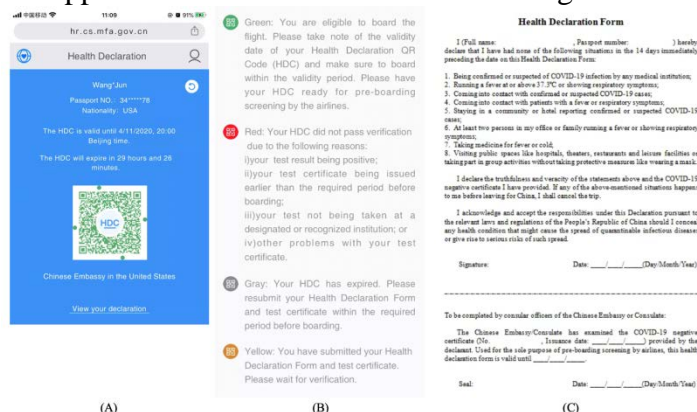 中国移动
11:09
91%
hr.cs.mfa.gov.cn
Health Declaration
Wang*Jun
Passport NO.: 34*****78
Nationality: USA
The HDC is valid until 4/11/2020, 20:00
Beijing time.
The HDC will expire in 29 hours and 26
minutes.
HDC
Chinese Embassy in the United States
View your declaration
(A)
Green: You are eligible to board the
flight. Please take note of the validity
date of your Health Declaration QR
Code (HDC) and make sure to board
within the validity period. Please have
your HDC ready for pre-boarding
screening by the airlines.
Red: Your HDC did not pass verification
due to the following reasons:
i)your test result being positive;
ii)your test certificate being issued
earlier than the required period before
boarding;
iii)your test not being taken at a
designated or recognized institution; or
iv)other problems with your test
certificate.
Gray: Your HDC has expired. Please
resubmit your Health Declaration Form
and test certificate within the required
period before boarding.
Yellow: You have submitted your Health
Declaration Form and test certificate.
Please wait for verification.
(B)
Health Declaration Form
I (Full name: , Passport number: ) hereby
declare that I have had none of the following situations in the 14 days immediately
preceding the date on this Health Declaration Form:
1. Being confirmed or suspected of COVID-19 infection by any medical institution;
2. Running a fever at or above 37.3℃ or showing respiratory symptoms;
3. Coming into contact with confirmed or suspected COVID-19 cases;
4. Coming into contact with patients with a fever or respiratory symptoms;
5. Staying in a community or hotel reporting confirmed or suspected COVID-19
cases;
6. At least two persons in my office or family running a fever or showing respiratory
symptoms;
7. Taking medicine for fever or cold;
8. Visiting public spaces like hospitals, theaters, restaurants and leisure facilities or
taking part in group activities without taking protective measures like wearing a mask.
I declare the truthfulness and veracity of the statements above and the COVID-19
negative certificate I have provided. If any of the above-mentioned situations happens
to me before leaving for China, I shall cancel the trip.
I acknowledge and accept the responsibilities under this Declaration pursuant to
the relevant laws and regulations of the People's Republic of China should I conceal
any health condition that might cause the spread of quarantinable infectious diseases
or give rise to serious risks of such spread.
Signature: Date: ____/____/____(Day/Month/Year)
To be completed by consular officers of the Chinese Embassy or Consulate:
The Chinese Embassy/Consulate has examined the COVID-19 negative
certificate (No. , Issuance date: ____/____/____) provided by the
declarant. Used for the sole purpose of pre-boarding screening by airlines, this health
declaration form is valid until ____/____/____.
Seal: Date: ____/____/____(Day/Month/Year)
(C)